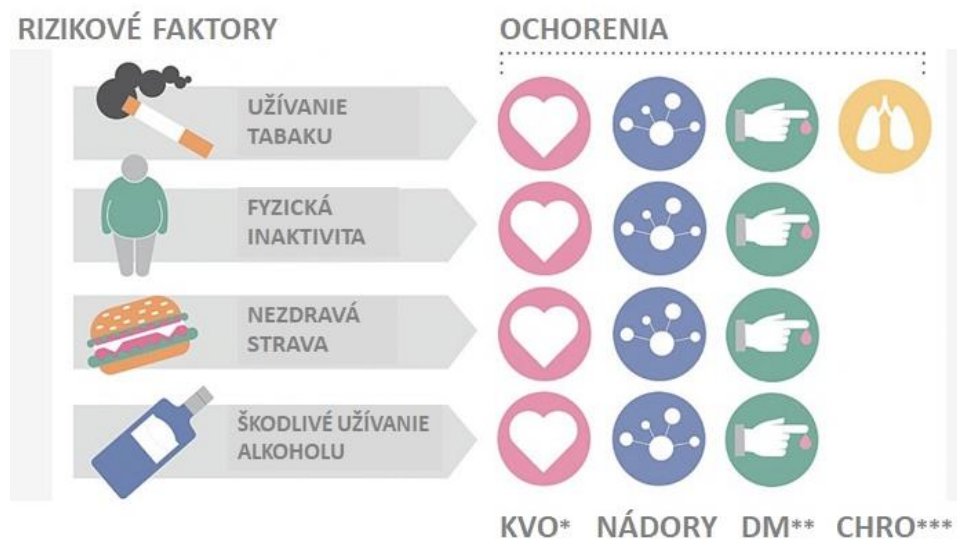 RIZIKOVÉ FAKTORY
OCHORENIA
UŽÍVANIE
TABAKU
FYZICKÁ
INAKTIVITA
NEZDRAVÁ
STRAVA
ŠKODLIVÉ UŽÍVANIE
ALKOHOLU
KVO* NÁDORY DM** CHRO***